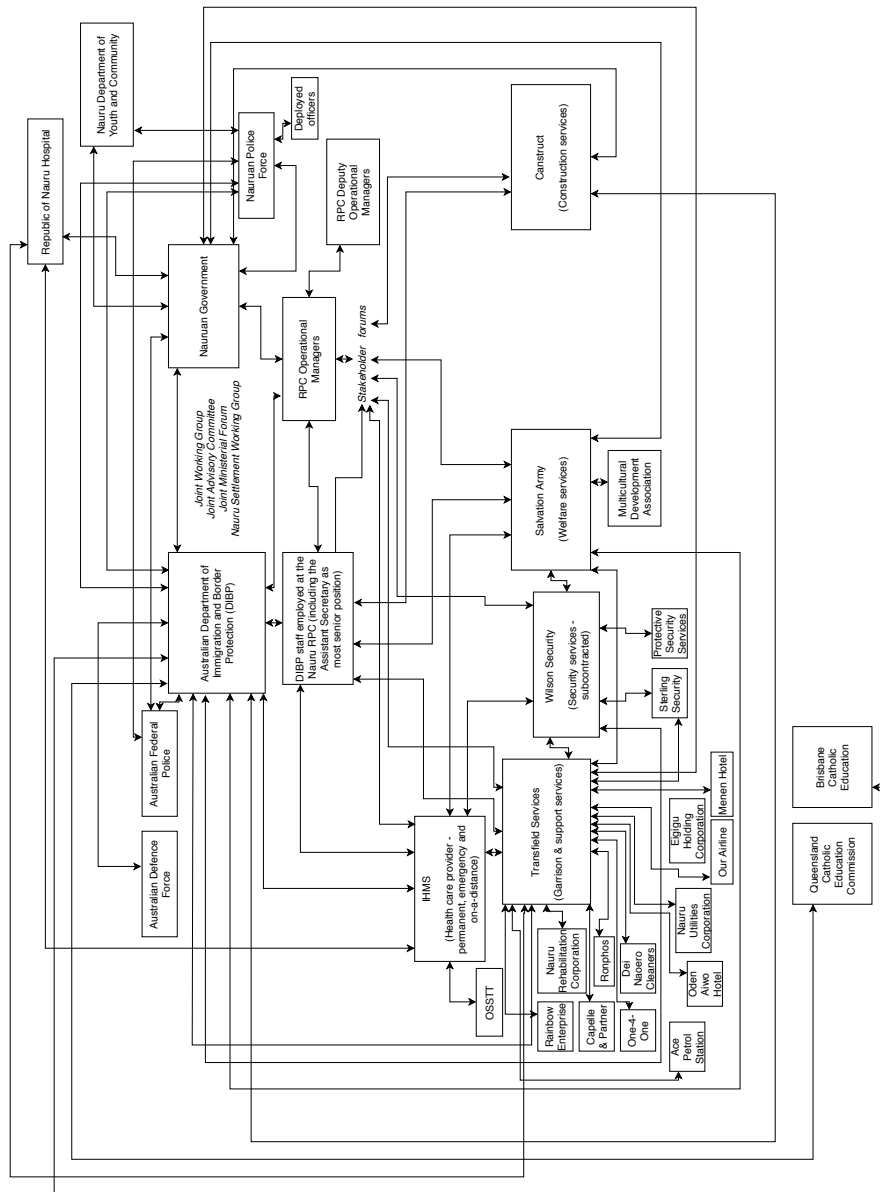 Republic of Nauru Hospital
Nauru Department of
Youth and Community
Australian Defence
Force
Australian Federal
Police
Australian Department of
Immigration and Border
Protection (DIBP)
Joint Working Group
Joint Advisory Committee
Joint Ministerial Forum
Nauru Settlement Working Group
Nauruan Government
Nauruan Police
Force
Deployed
officers
DIBP staff employed at the
Nauru RPC (including the
Assistant Secretary as
most senior position)
RPC Operational
Managers
RPC Deputy
Operational
Managers
Stakeholder forums
IHMS
(Health care provider -
permanent, emergency and
on-a-distance)
OSSTT
Transfield Services
(Garrison & support services)
Wilson Security
(Security services -
subcontracted)
Salvation Army
(Welfare services)
Canstruct
(Construction services)
Rainbow
Enterprise
Nauru
Rehabilitation
Corporation
Capelle
& Partner
Ronphos
One-4-
One
Dei
Naoero
Cleaners
Ace
Petrol
Station
Oden
Aiwo
Hotel
Nauru
Utilities
Corporation
Eigigu
Holding
Corporation
Our Airline
Menen Hotel
Sterling
Security
Protective
Security
Services
Multicultural
Development
Association
Queensland
Catholic
Education
Commission
Brisbane
Catholic
Education